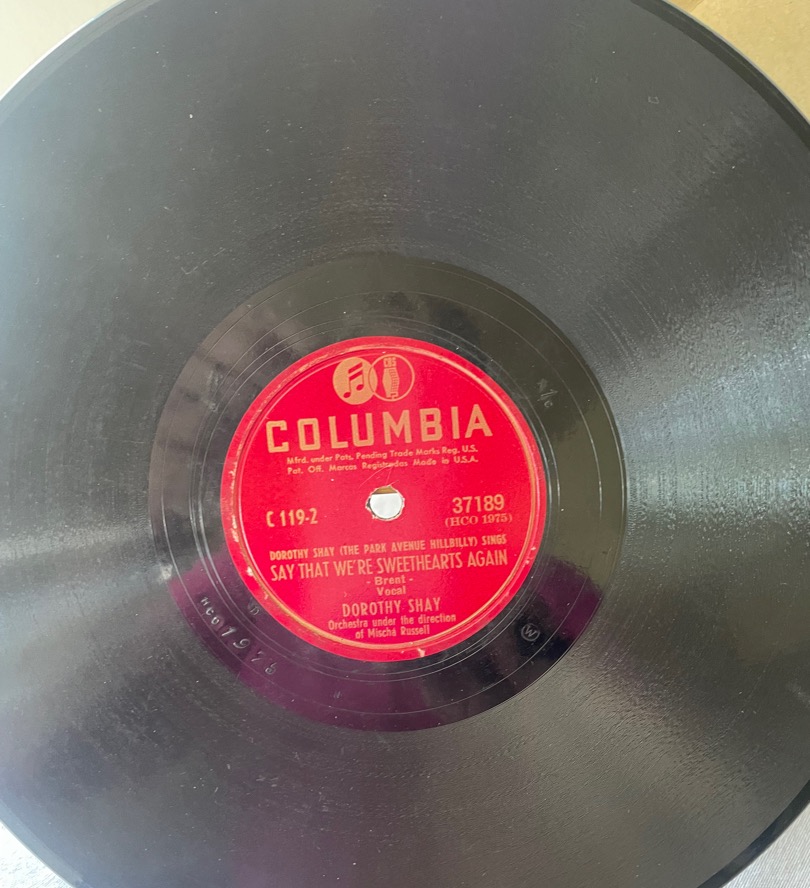 CBS
COLUMBIA
Mfrd. under Pats. Pending Trade Marks Reg. U.S.
Pat. Off. Marcas Registradas Made in U.S.A.
C 119-2
37189
(HCO 1975)
DOROTHY SHAY (THE PARK AVENUE HILLBILLY) SINGS
SAY THAT WE'RE SWEETHEARTS AGAIN
- Brent -
Vocal
DOROTHY SHAY
Orchestra under the direction
of Mischa Russell
HCO1975
W